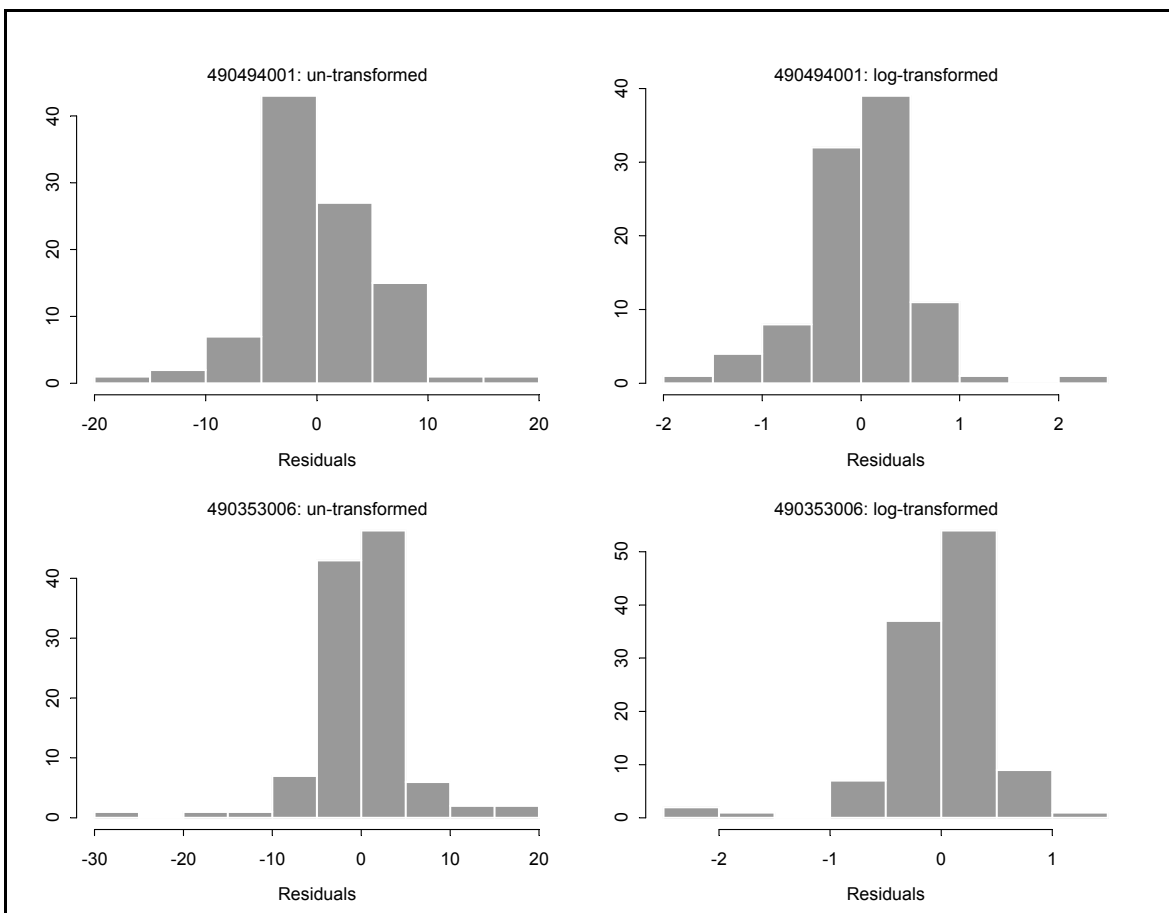 490494001: un-transformed
40
30
20
10
0
-20 -10 0 10 20
Residuals
490494001: log-transformed
40
30
20
10
0
-2 -1 0 1 2
Residuals
490353006: un-transformed
40
30
20
10
0
-30 -20 -10 0 10 20
Residuals
490353006: log-transformed
50
40
30
20
10
0
-2 -1 0 1
Residuals